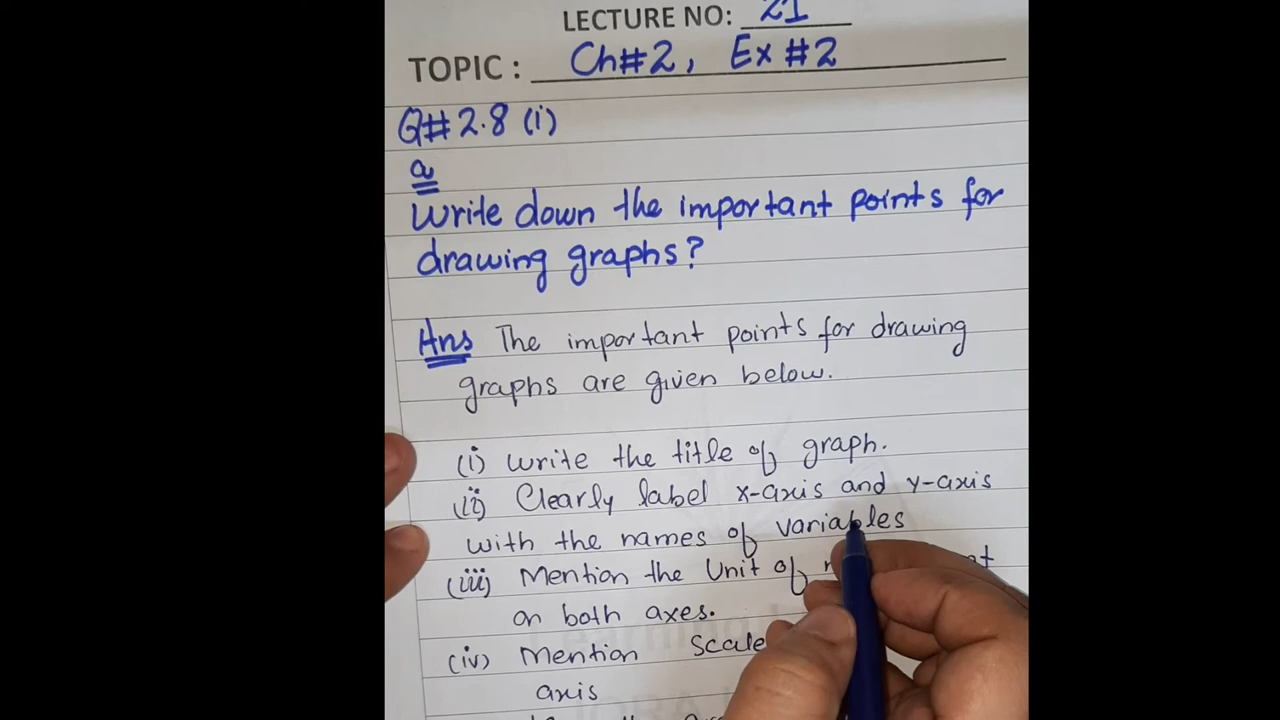 LECTURE NO: 21
TOPIC : Ch#2, Ex #2
Q# 2.8 (i)
a
Write down the important points for
drawing graphs?
Ans The important points for drawing
graphs are given below.
(i) Write the title of graph.
(ii) Clearly label x-axis and y-axis
with the names of variables
(iii) Mention the Unit of
on both axes.
(iv) Mention Scale
axis